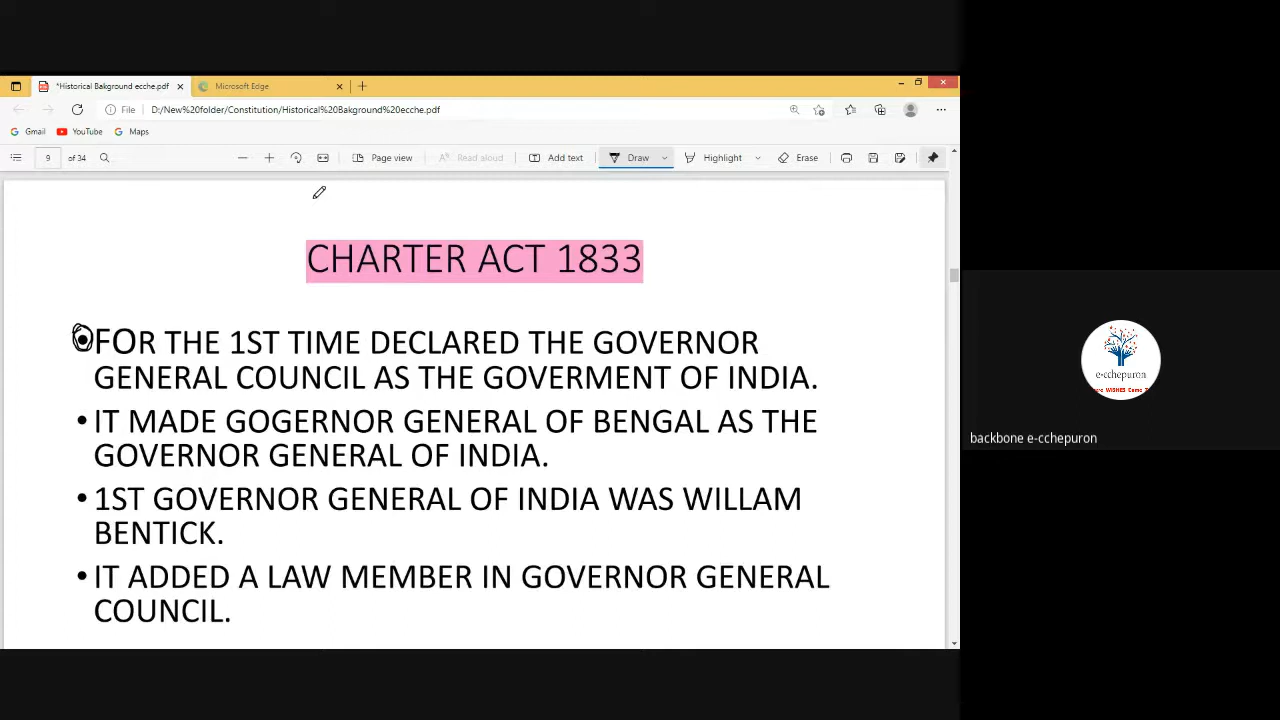 *Historical Bakground ecche.pdf
Microsoft Edge
File
D:/New%20folder/Constitution/Historical%20Bakground%20ecche.pdf
Gmail
YouTube
Maps
9
of 34
Page view
Read aloud
Add text
Draw
Highlight
Erase
CHARTER ACT 1833
FOR THE 1ST TIME DECLARED THE GOVERNOR
GENERAL COUNCIL AS THE GOVERMENT OF INDIA.
• IT MADE GOGERNOR GENERAL OF BENGAL AS THE
GOVERNOR GENERAL OF INDIA.
• 1ST GOVERNOR GENERAL OF INDIA WAS WILLAM
BENTICK.
• IT ADDED A LAW MEMBER IN GOVERNOR GENERAL
COUNCIL.
e-cchepuron
WISHES
backbone e-cchepuron